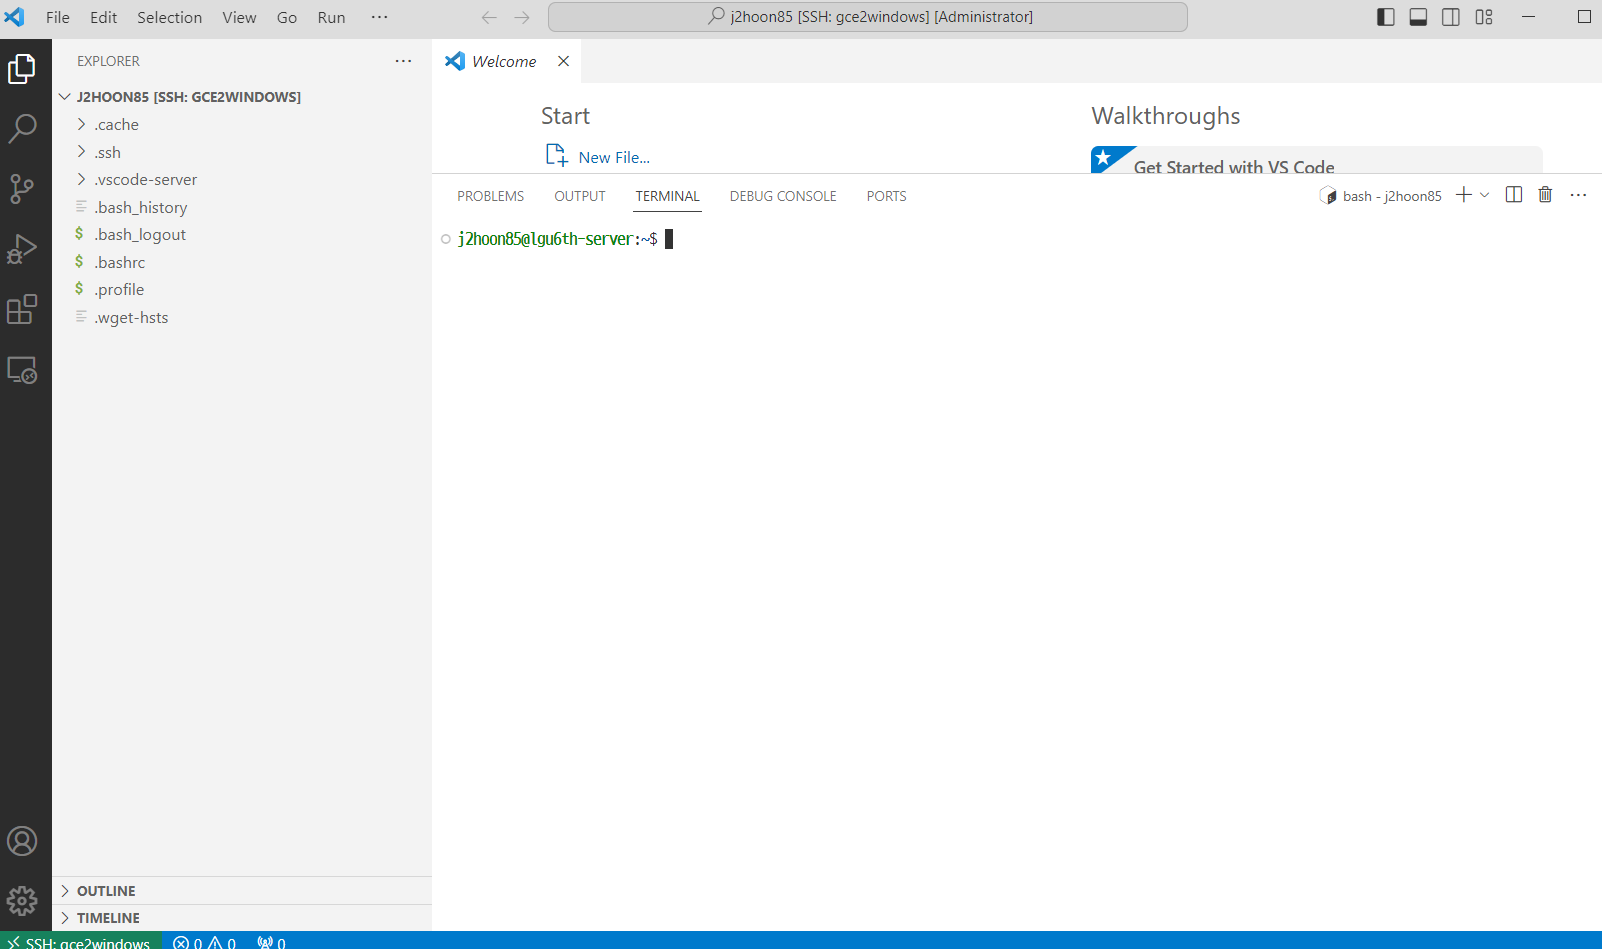 File Edit Selection View Go Run ···
j2hoon85 [SSH: gce2windows] [Administrator]
EXPLORER ···
J2HOON85 [SSH: GCE2WINDOWS]
.cache
.ssh
.vscode-server
.bash_history
.bash_logout
.bashrc
.profile
.wget-hsts
OUTLINE
TIMELINE
Welcome
Start
New File...
Walkthroughs
Get Started with VS Code
PROBLEMS OUTPUT TERMINAL DEBUG CONSOLE PORTS
bash - j2hoon85
j2hoon85@lgu6th-server:~$
SSH: gce2windows 0 0 0